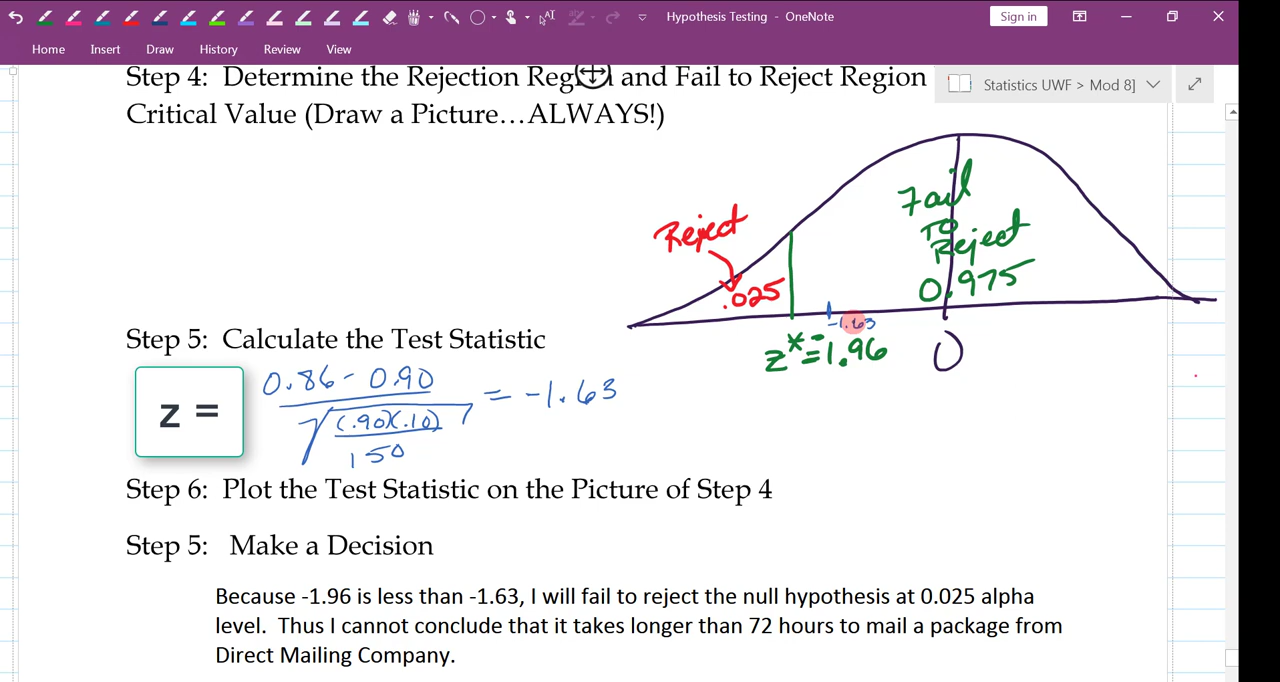 Hypothesis Testing - OneNote
Sign in
Home Insert Draw History Review View
Step 4: Determine the Rejection Region and Fail to Reject Region
Statistics UWF > Mod 8]
Critical Value (Draw a Picture…ALWAYS!)
Fail
To
Reject
0.975
Reject
.025
-1.63
z* = -1.96
0
Step 5: Calculate the Test Statistic
z =
0.86 - 0.90
(.90)(.10)
150
= -1.63
Step 6: Plot the Test Statistic on the Picture of Step 4
Step 5: Make a Decision
Because -1.96 is less than -1.63, I will fail to reject the null hypothesis at 0.025 alpha
level. Thus I cannot conclude that it takes longer than 72 hours to mail a package from
Direct Mailing Company.